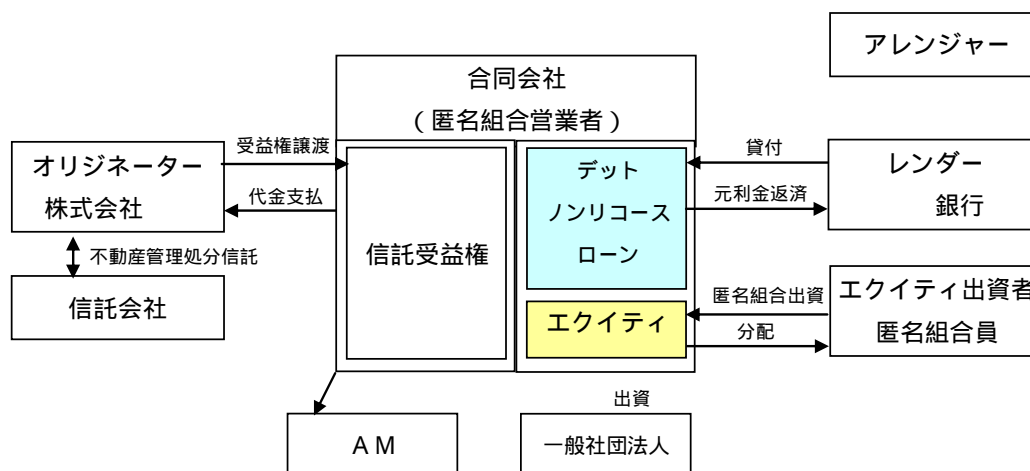 アレンジャー
合同会社
（匿名組合営業者）
オリジネーター
株式会社
受益権譲渡
代金支払
不動産管理処分信託
信託会社
信託受益権
デット
ノンリコース
ローン
エクイティ
貸付
元利金返済
レンダー
銀行
匿名組合出資
分配
エクイティ出資者
匿名組合員
出資
ＡＭ
一般社団法人